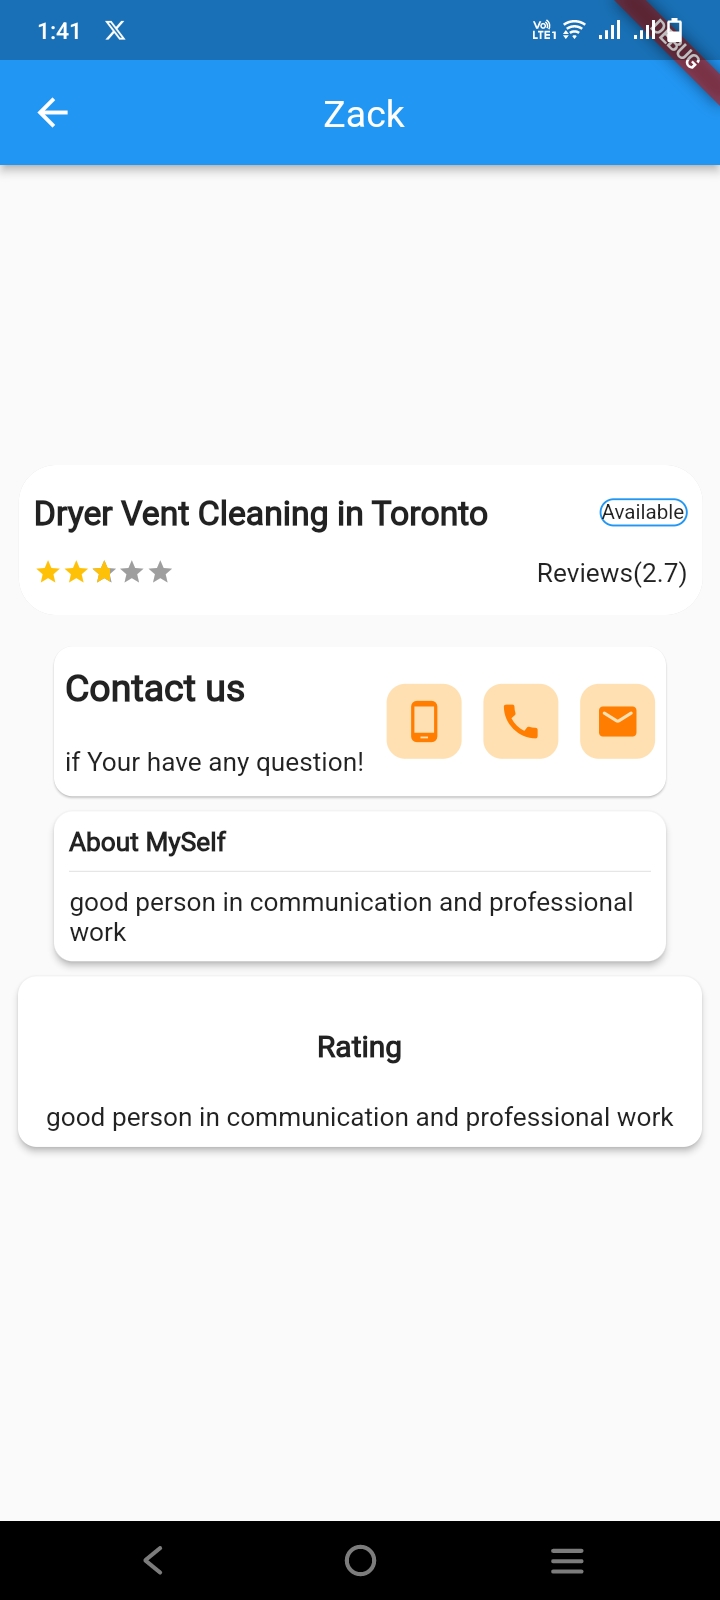 1:41
Vo)) LTE1
DEBUG
Zack
Dryer Vent Cleaning in Toronto
Available
Reviews(2.7)
Contact us
if Your have any question!
About MySelf
good person in communication and professional
work
Rating
good person in communication and professional work